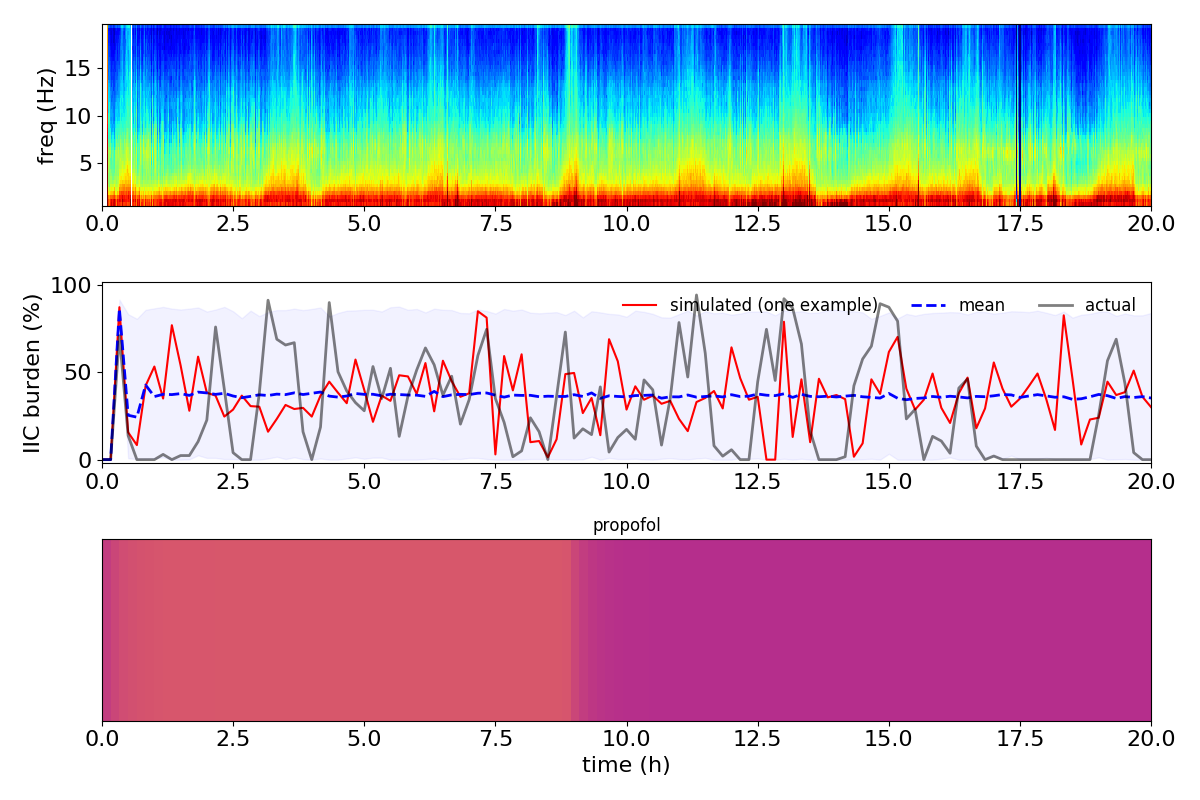 freq (Hz)
15
10
5
0.0 2.5 5.0 7.5 10.0 12.5 15.0 17.5 20.0
IIC burden (%)
100
50
0
simulated (one example) mean actual
0.0 2.5 5.0 7.5 10.0 12.5 15.0 17.5 20.0
propofol
0.0 2.5 5.0 7.5 10.0 12.5 15.0 17.5 20.0
time (h)